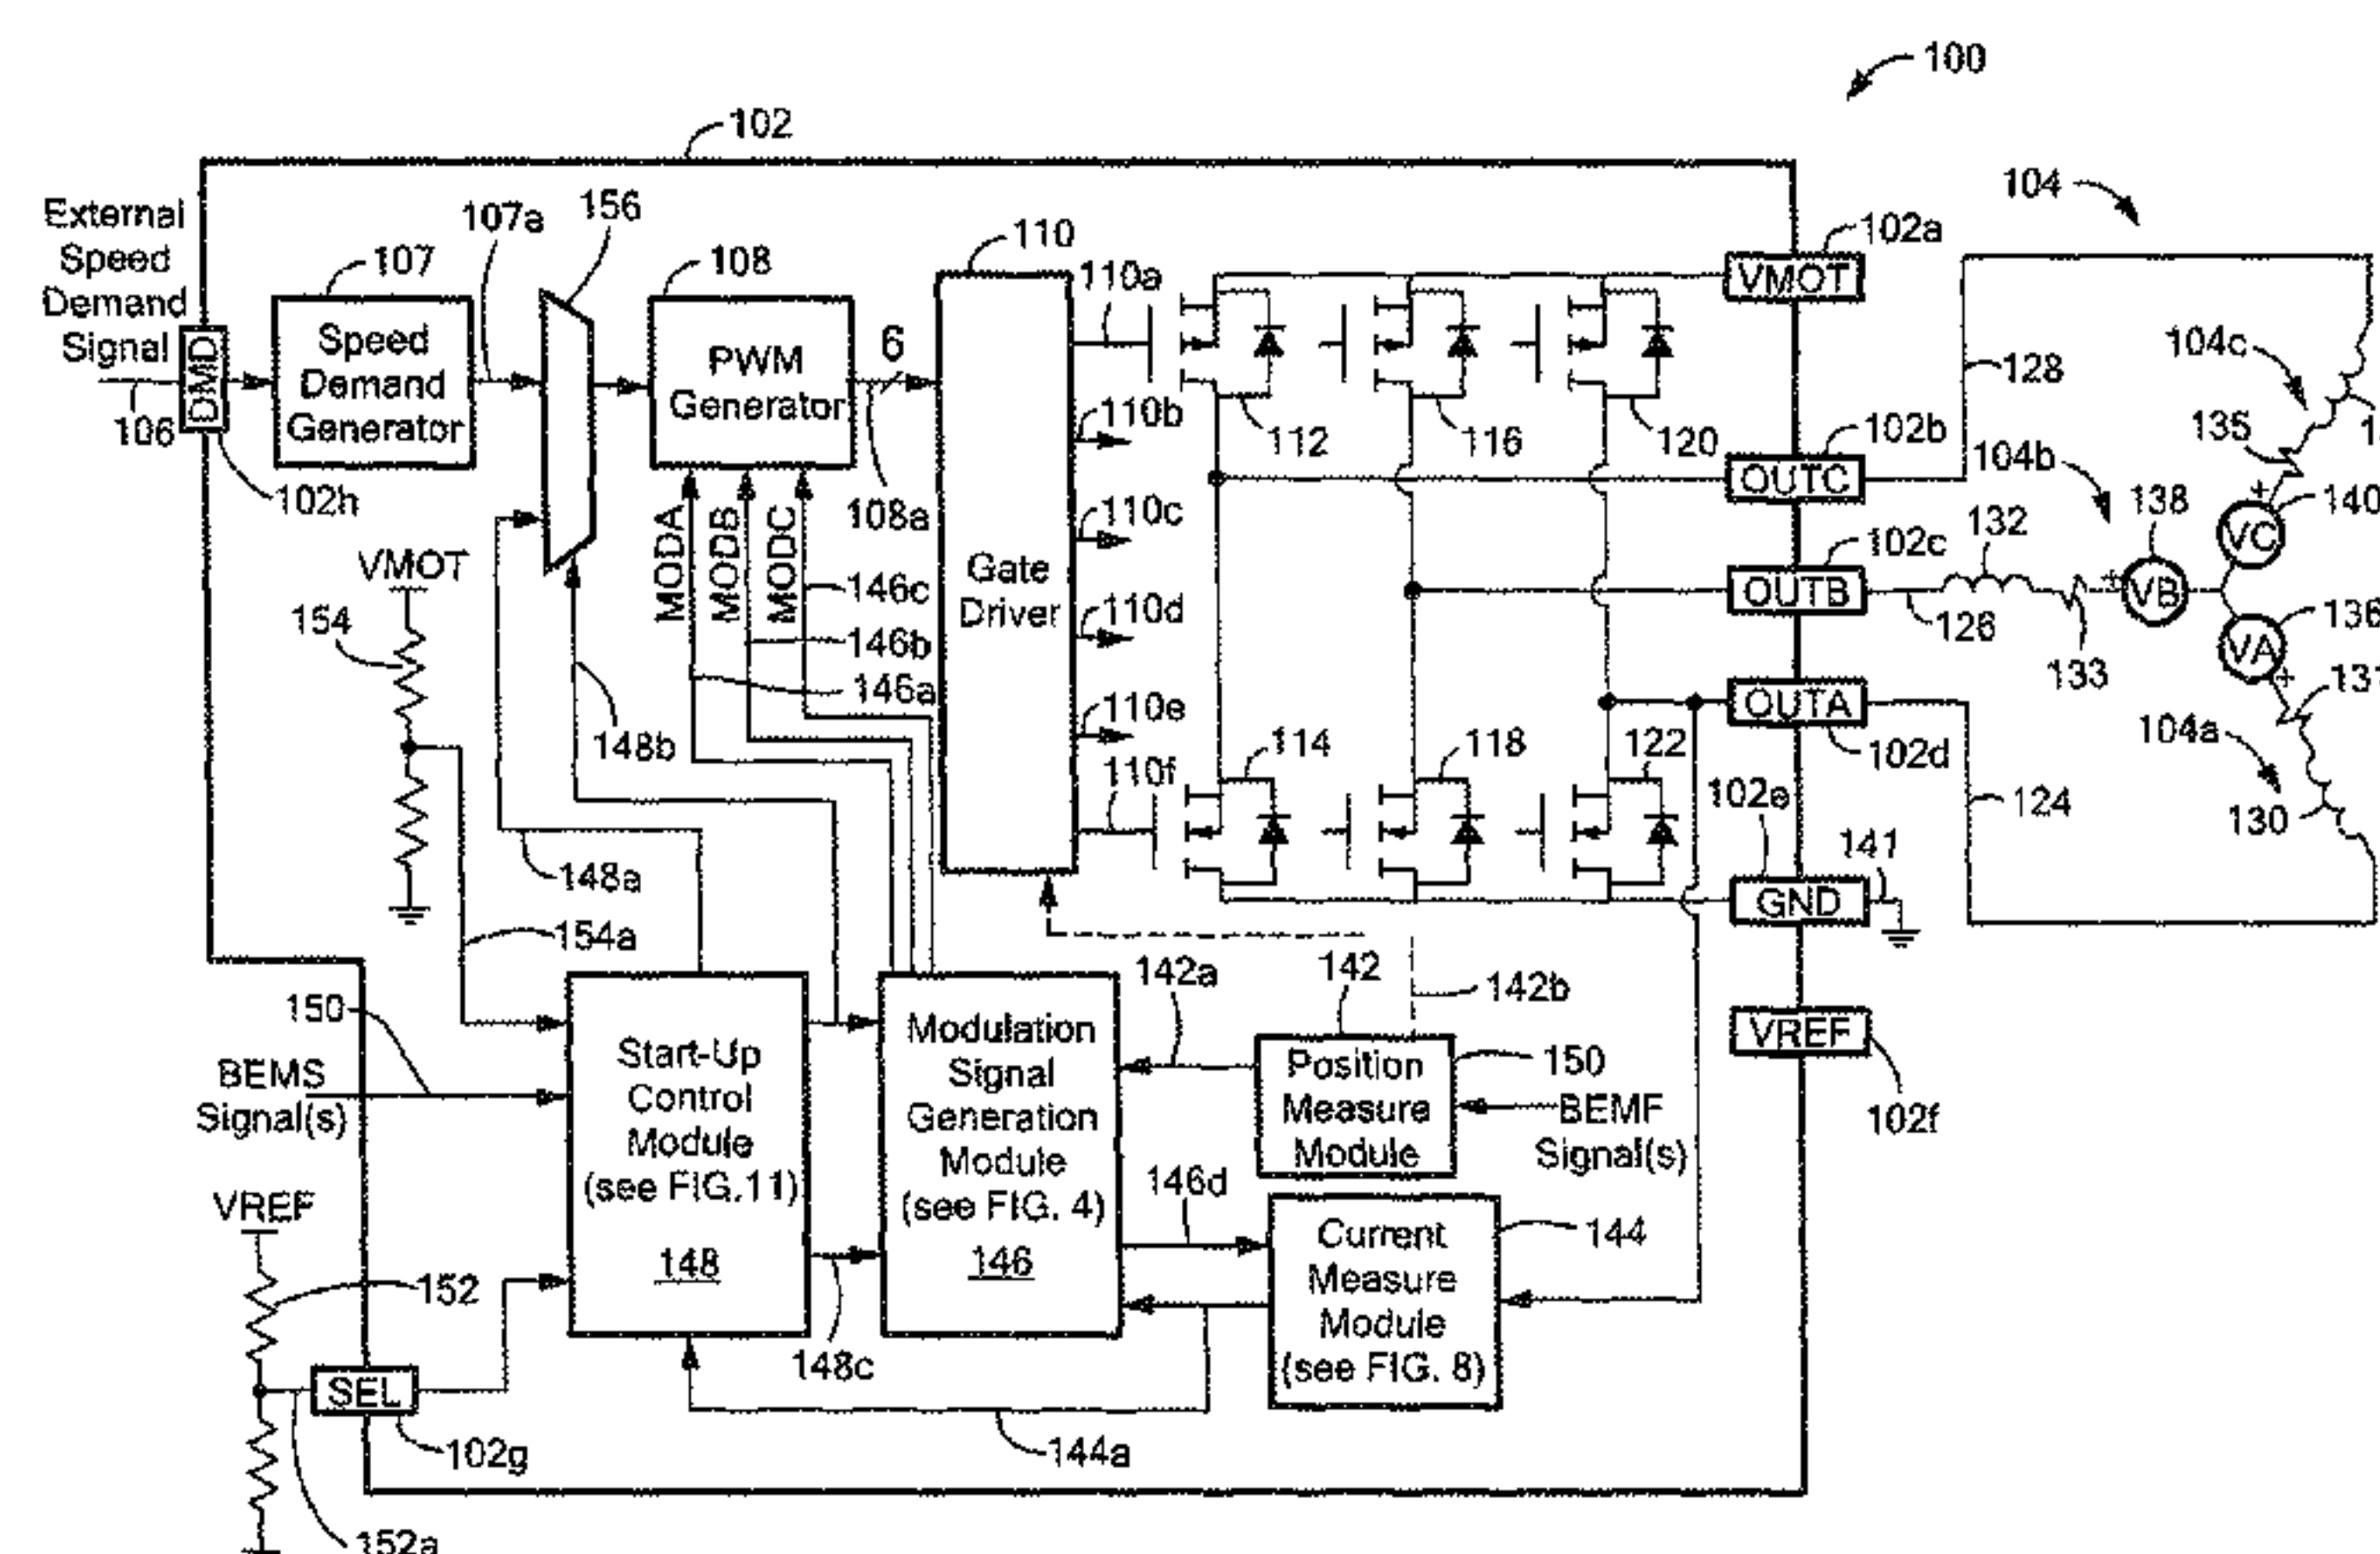 100
102
104
External
Speed
Demand
Signal
106
DMD
102h
107
Speed
Demand
Generator
107a
156
108
PWM
Generator
6
108a
110
Gate
Driver
110a
110b
110c
110d
110e
110f
112
116
120
114
118
122
VMOT
102a
OUTC
102b
OUTB
102c
OUTA
102d
102e
GND
141
VREF
102f
128
104c
135
104b
138
VC
140
132
VB
126
133
VA
136
104a
124
130
VMOT
154
154a
148b
148a
MODA
MODB
MODC
146c
146b
146a
150
BEMS
Signal(s)
Start-Up
Control
Module
(see FIG.11)
148
148c
Modulation
Signal
Generation
Module
(see FIG. 4)
146
142a
142
142b
Position
Measure
Module
150
BEMF
Signal(s)
146d
Current
Measure
Module
(see FIG. 8)
144
144a
VREF
152
SEL
102g
152a